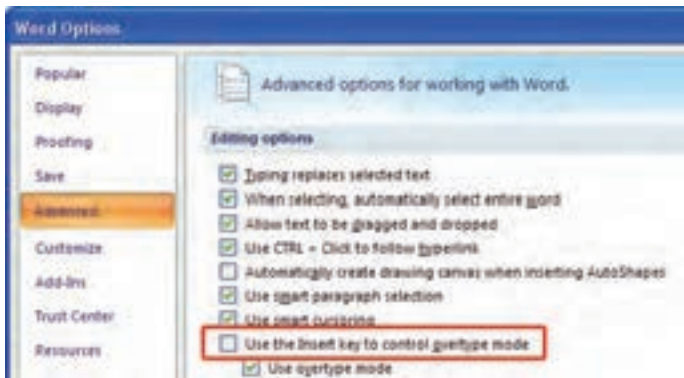 Word Options
Popular
Display
Proofing
Save
Advanced
Customize
Add-Ins
Trust Center
Resources
Advanced options for working with Word.
Editing options
Typing replaces selected text
When selecting, automatically select entire word
Allow text to be dragged and dropped
Use CTRL + Click to follow hyperlink
Automatically create drawing canvas when inserting AutoShapes
Use smart paragraph selection
Use smart cursoring
Use the Insert key to control overtype mode
Use overtype mode